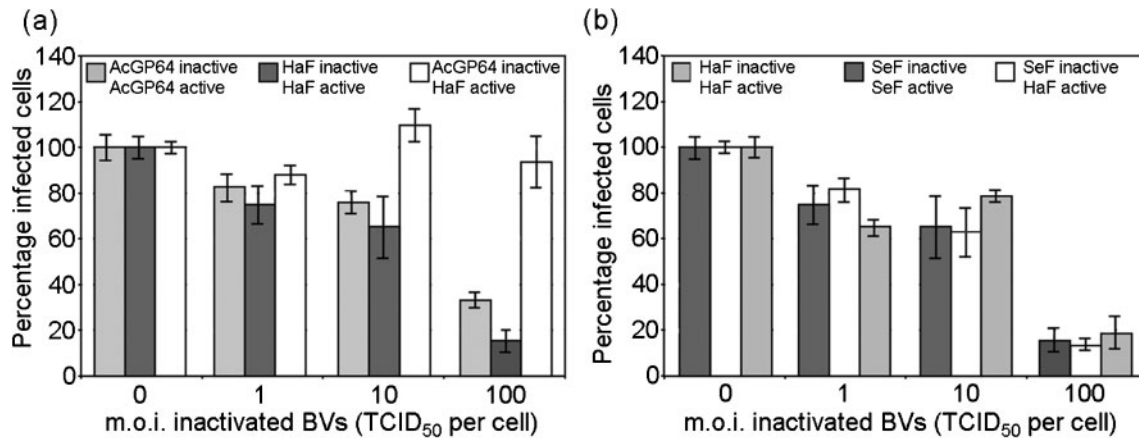 (a)
Percentage infected cells
140
120
100
80
60
40
20
0
AcGP64 inactive
AcGP64 active
HaF inactive
HaF active
AcGP64 inactive
HaF active
0 1 10 100
m.o.i. inactivated BVs (TCID50 per cell)
(b)
Percentage infected cells
140
120
100
80
60
40
20
0
HaF inactive
HaF active
SeF inactive
SeF active
SeF inactive
HaF active
0 1 10 100
m.o.i. inactivated BVs (TCID50 per cell)